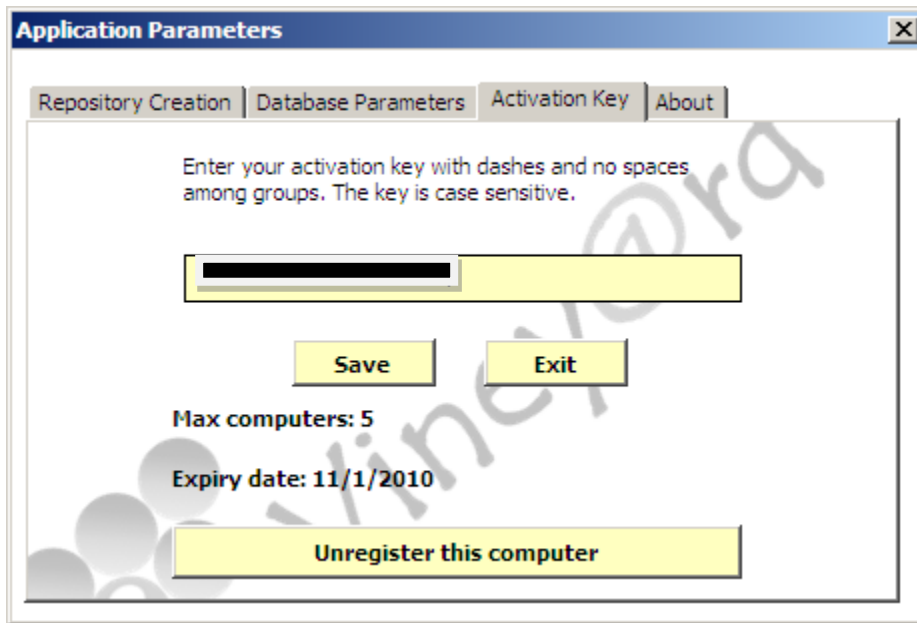 Application Parameters
Repository Creation
Database Parameters
Activation Key
About
Enter your activation key with dashes and no spaces
among groups. The key is case sensitive.
Save
Exit
Max computers: 5
Expiry date: 11/1/2010
Unregister this computer
Viney@rd